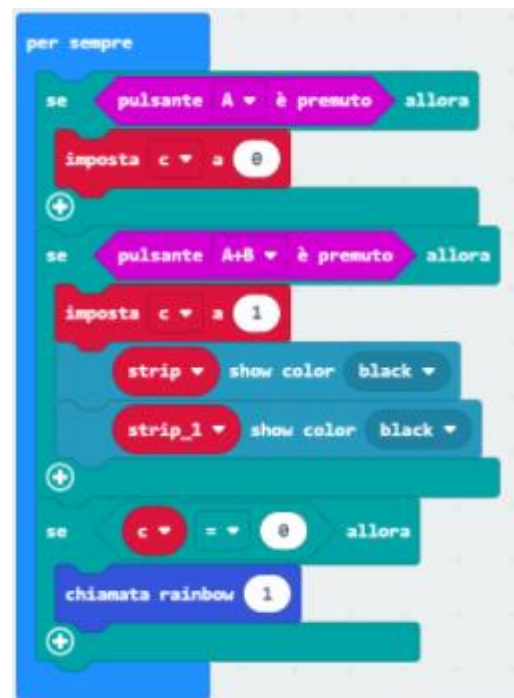 per sempre
se pulsante A è premuto allora
imposta c a 0
se pulsante A+B è premuto allora
imposta c a 1
strip show color black
strip_1 show color black
se c = 0 allora
chiamata rainbow 1